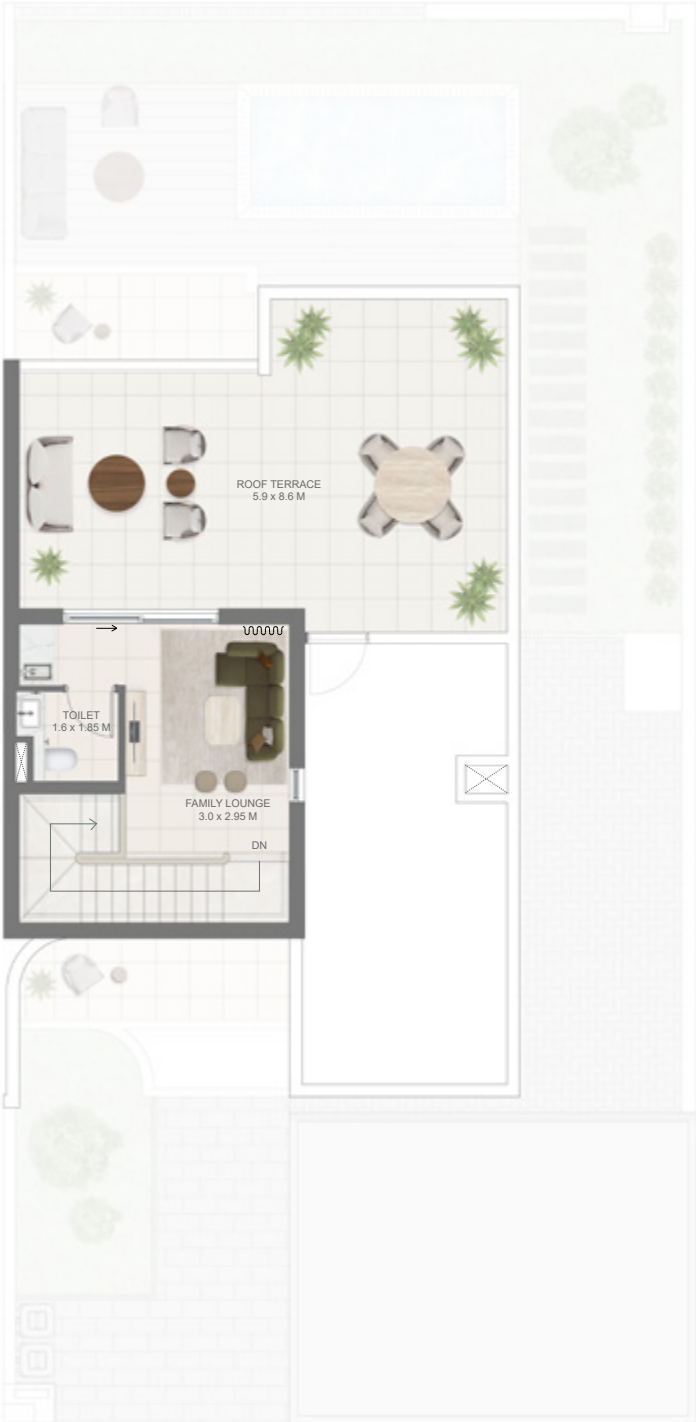 ROOF TERRACE
5.9 x 8.6 M
TOILET
1.6 x 1.85 M
FAMILY LOUNGE
3.0 x 2.95 M
DN